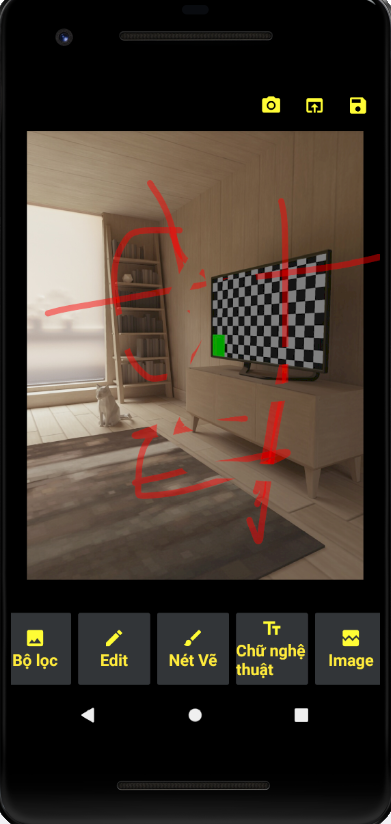 Bộ lọc
Edit
Nét Vẽ
Chữ nghệ
thuật
Image